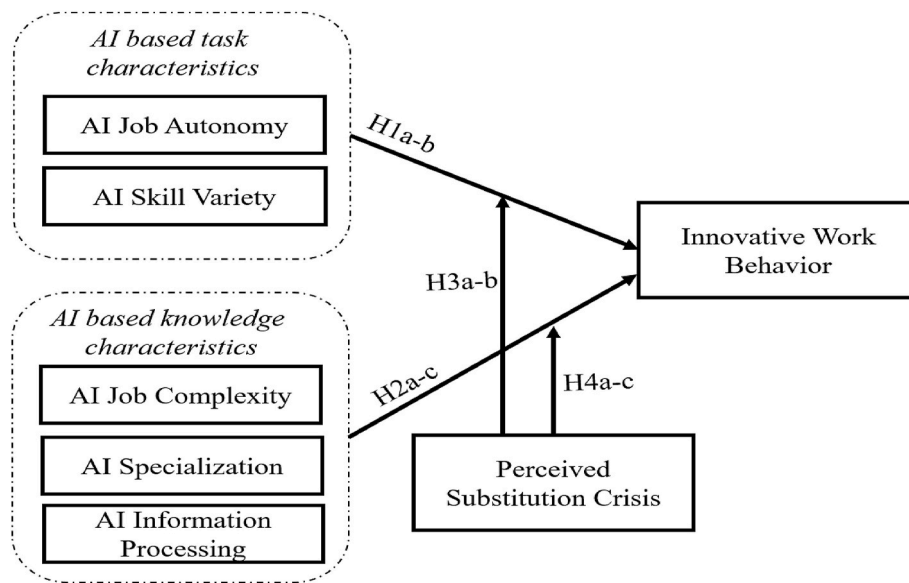 AI based task
characteristics
AI Job Autonomy
AI Skill Variety
H1a-b
Innovative Work
Behavior
H3a-b
AI based knowledge
characteristics
AI Job Complexity
AI Specialization
AI Information
Processing
H2a-c
H4a-c
Perceived
Substitution Crisis